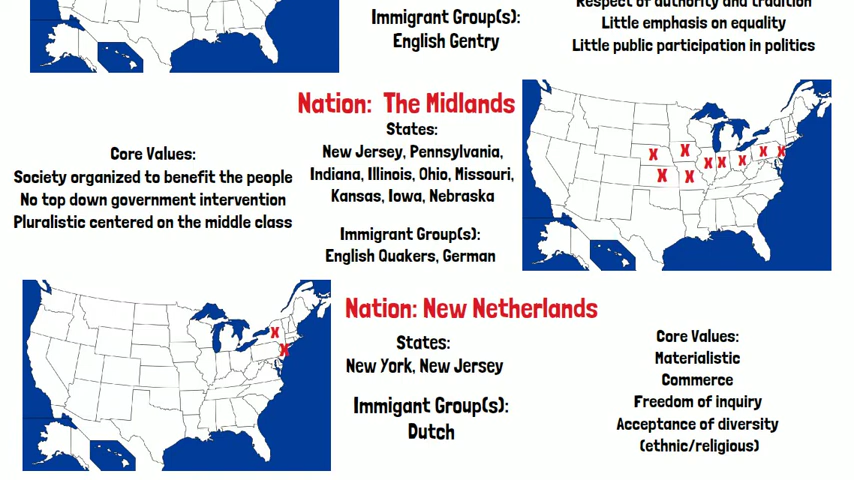 Immigrant Group(s):
English Gentry
Respect of authority and tradition
Little emphasis on equality
Little public participation in politics
Nation: The Midlands
States:
New Jersey, Pennsylvania,
Indiana, Illinois, Ohio, Missouri,
Kansas, Iowa, Nebraska
Immigrant Group(s):
English Quakers, German
Core Values:
Society organized to benefit the people
No top down government intervention
Pluralistic centered on the middle class
X
X
X
X
X
X
X
X
X
Nation: New Netherlands
States:
New York, New Jersey
Immigant Group(s):
Dutch
Core Values:
Materialistic
Commerce
Freedom of inquiry
Acceptance of diversity
(ethnic/religious)
X
X